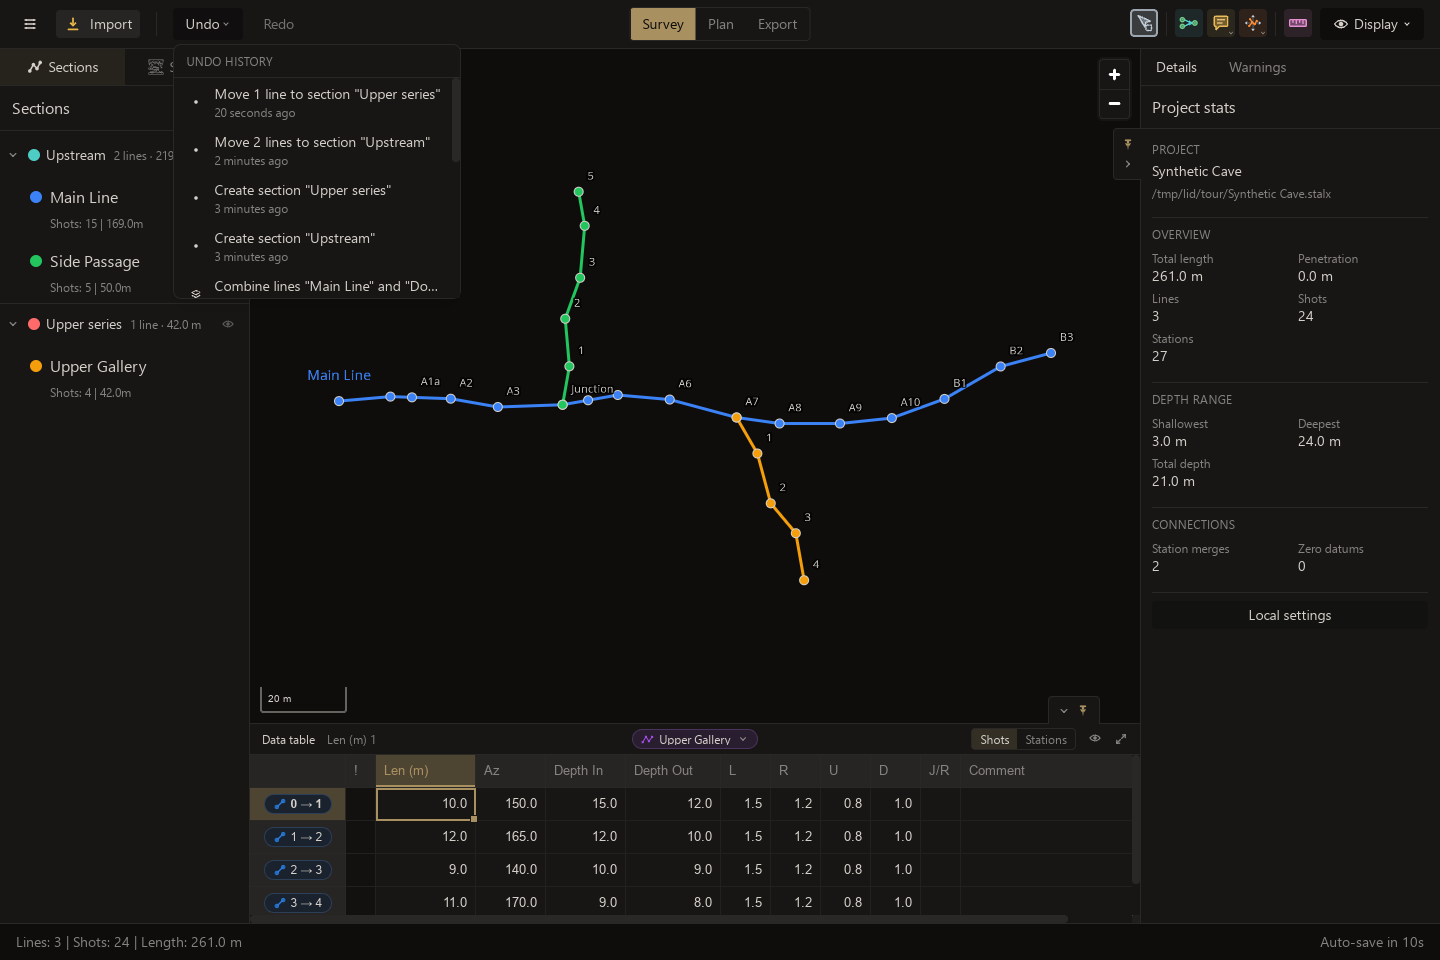 Import
Undo
Redo
Survey
Plan
Export
Display
Sections
UNDO HISTORY
Move 1 line to section "Upper series"
20 seconds ago
Move 2 lines to section "Upstream"
2 minutes ago
Create section "Upper series"
3 minutes ago
Create section "Upstream"
3 minutes ago
Combine lines "Main Line" and "Do...
Sections
Upstream 2 lines · 219
Main Line
Shots: 15 | 169.0m
Side Passage
Shots: 5 | 50.0m
Upper series 1 line · 42.0 m
Upper Gallery
Shots: 4 | 42.0m
5
4
3
2
1
Main Line
A1a
A2
A3
Junction
A6
A7
A8
A9
A10
B1
B2
B3
1
2
3
4
20 m
Details
Warnings
Project stats
PROJECT
Synthetic Cave
/tmp/lid/tour/Synthetic Cave.stalx
OVERVIEW
Total length Penetration
261.0 m 0.0 m
Lines Shots
3 24
Stations
27
DEPTH RANGE
Shallowest Deepest
3.0 m 24.0 m
Total depth
21.0 m
CONNECTIONS
Station merges Zero datums
2 0
Local settings
Data table Len (m) 1
Upper Gallery
Shots Stations
! Len (m) Az Depth In Depth Out L R U D J/R Comment
0 → 1 10.0 150.0 15.0 12.0 1.5 1.2 0.8 1.0
1 → 2 12.0 165.0 12.0 10.0 1.5 1.2 0.8 1.0
2 → 3 9.0 140.0 10.0 9.0 1.5 1.2 0.8 1.0
3 → 4 11.0 170.0 9.0 8.0 1.5 1.2 0.8 1.0
Lines: 3 | Shots: 24 | Length: 261.0 m
Auto-save in 10s